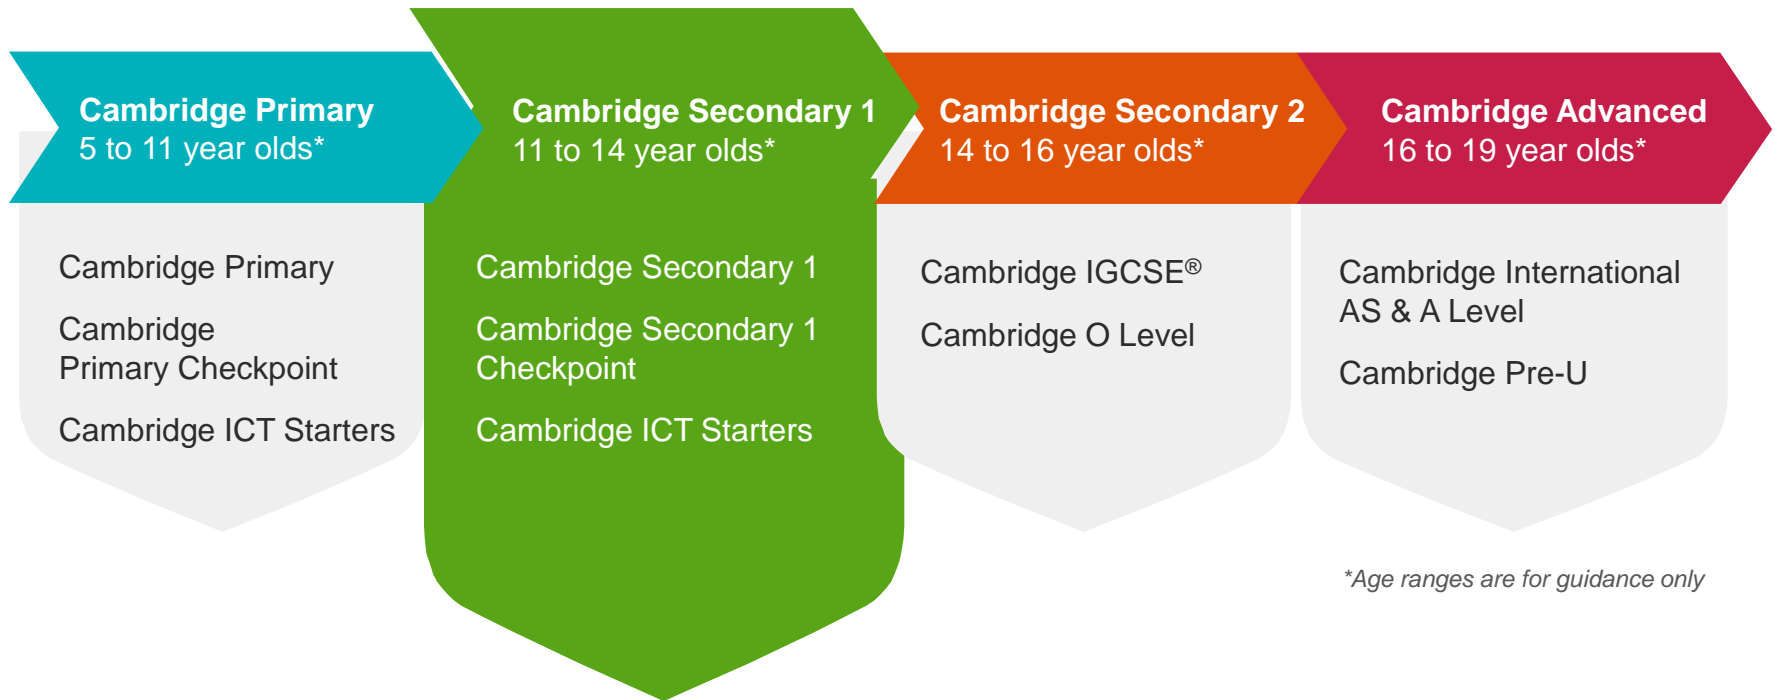 Cambridge Primary
5 to 11 year olds*
Cambridge Primary
Cambridge
Primary Checkpoint
Cambridge ICT Starters
Cambridge Secondary 1
11 to 14 year olds*
Cambridge Secondary 1
Cambridge Secondary 1
Checkpoint
Cambridge ICT Starters
Cambridge Secondary 2
14 to 16 year olds*
Cambridge IGCSE®
Cambridge O Level
Cambridge Advanced
16 to 19 year olds*
Cambridge International
AS & A Level
Cambridge Pre-U
*Age ranges are for guidance only